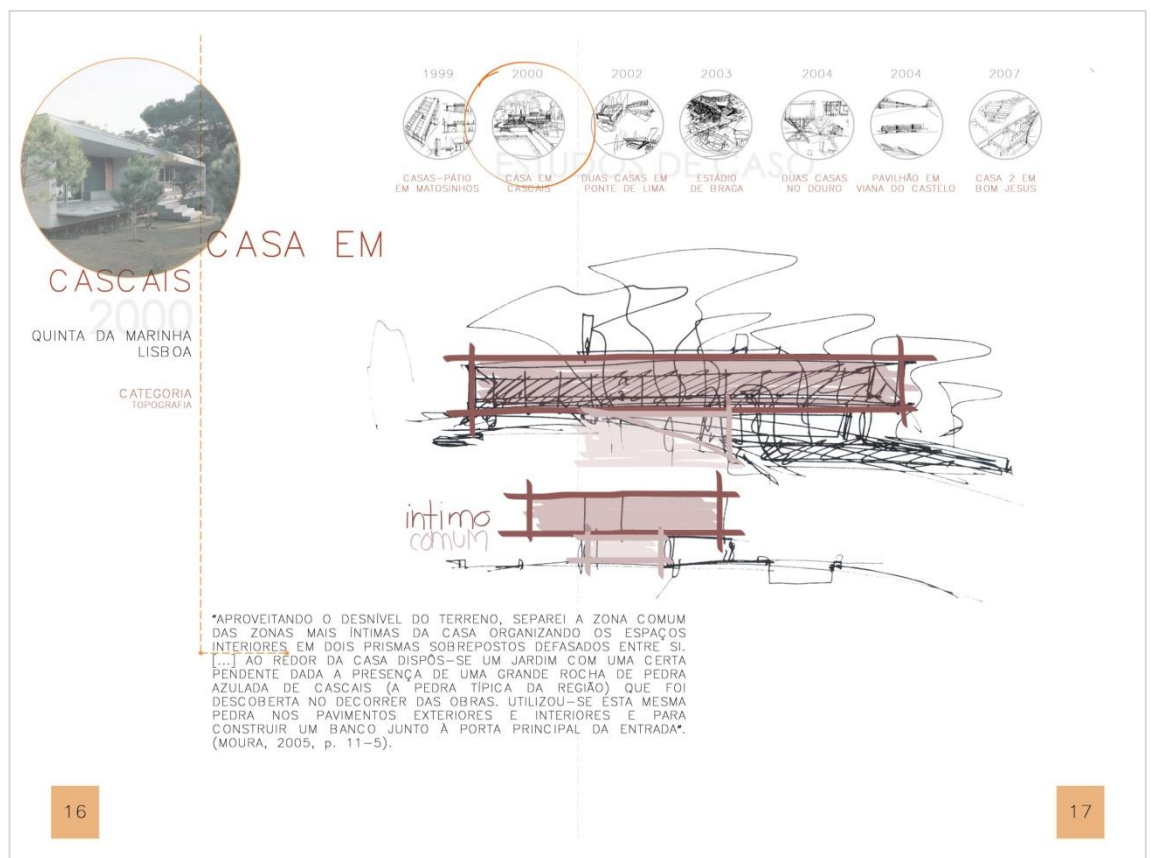 1999
2000
2002
2003
2004
2004
2007
ESTUDOS DE CASO
CASAS-PÁTIO
EM MATOSINHOS
CASA EM
CASCAIS
DUAS CASAS EM
PONTE DE LIMA
ESTÁDIO
DE BRAGA
DUAS CASAS
NO DOURO
PAVILHÃO EM
VIANA DO CASTELO
CASA 2 EM
BOM JESUS
CASA EM
CASCAIS
2000
QUINTA DA MARINHA
LISBOA
CATEGORIA
TOPOGRAFIA
íntimo
comum
"APROVEITANDO O DESNÍVEL DO TERRENO, SEPAREI A ZONA COMUM
DAS ZONAS MAIS ÍNTIMAS DA CASA ORGANIZANDO OS ESPAÇOS
INTERIORES EM DOIS PRISMAS SOBREPOSTOS DEFASADOS ENTRE SI.
[...] AO REDOR DA CASA DISPÔS-SE UM JARDIM COM UMA CERTA
PENDENTE DADA A PRESENÇA DE UMA GRANDE ROCHA DE PEDRA
AZULADA DE CASCAIS (A PEDRA TÍPICA DA REGIÃO) QUE FOI
DESCOBERTA NO DECORRER DAS OBRAS. UTILIZOU-SE ESTA MESMA
PEDRA NOS PAVIMENTOS EXTERIORES E INTERIORES E PARA
CONSTRUIR UM BANCO JUNTO À PORTA PRINCIPAL DA ENTRADA".
(MOURA, 2005, p. 11-5).
16
17